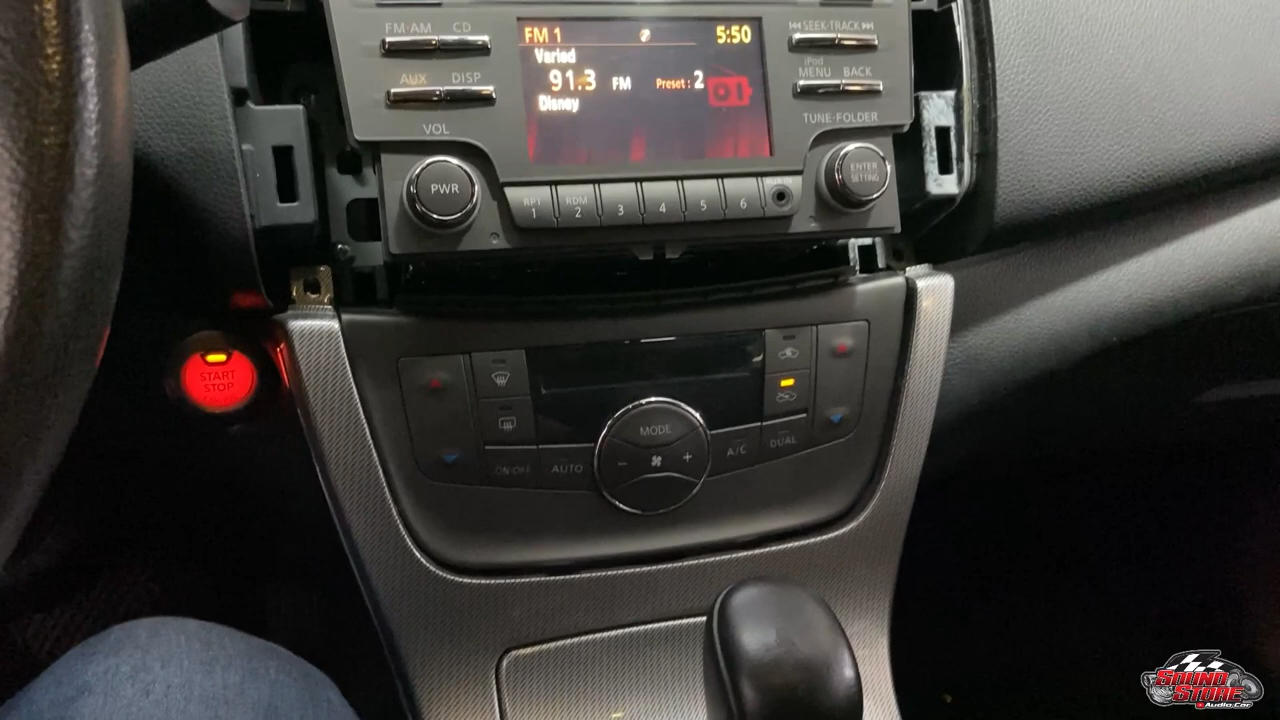 FM·AM CD
FM 1 5:50
SEEK·TRACK
Varied
91.3 FM Preset : 2
Disney
AUX DISP
iPod
MENU BACK
VOL
TUNE·FOLDER
PWR
ENTER
SETTING
RPT RDM
1 2 3 4 5 6
START
STOP
MODE
- +
ON·OFF AUTO
A/C DUAL
SOUND
STORE
Audio.Car